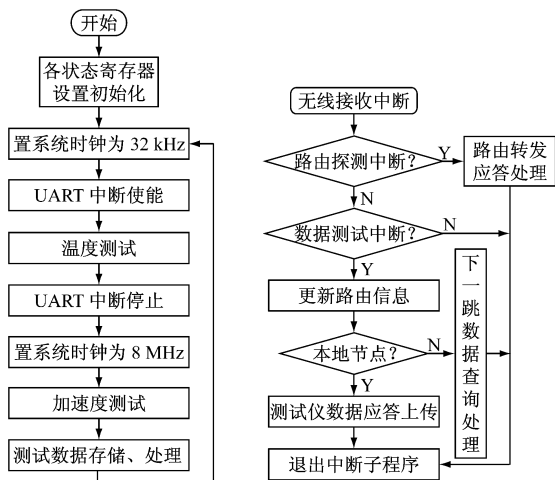 开始
各状态寄存器
设置初始化
置系统时钟为 32 kHz
UART 中断使能
温度测试
UART 中断停止
置系统时钟为 8 MHz
加速度测试
测试数据存储、处理
无线接收中断
路由探测中断？
Y
路由转发
应答处理
N
数据测试中断？
N
Y
更新路由信息
本地节点？
N
下一跳数据查询处理
Y
测试仪数据应答上传
退出中断子程序